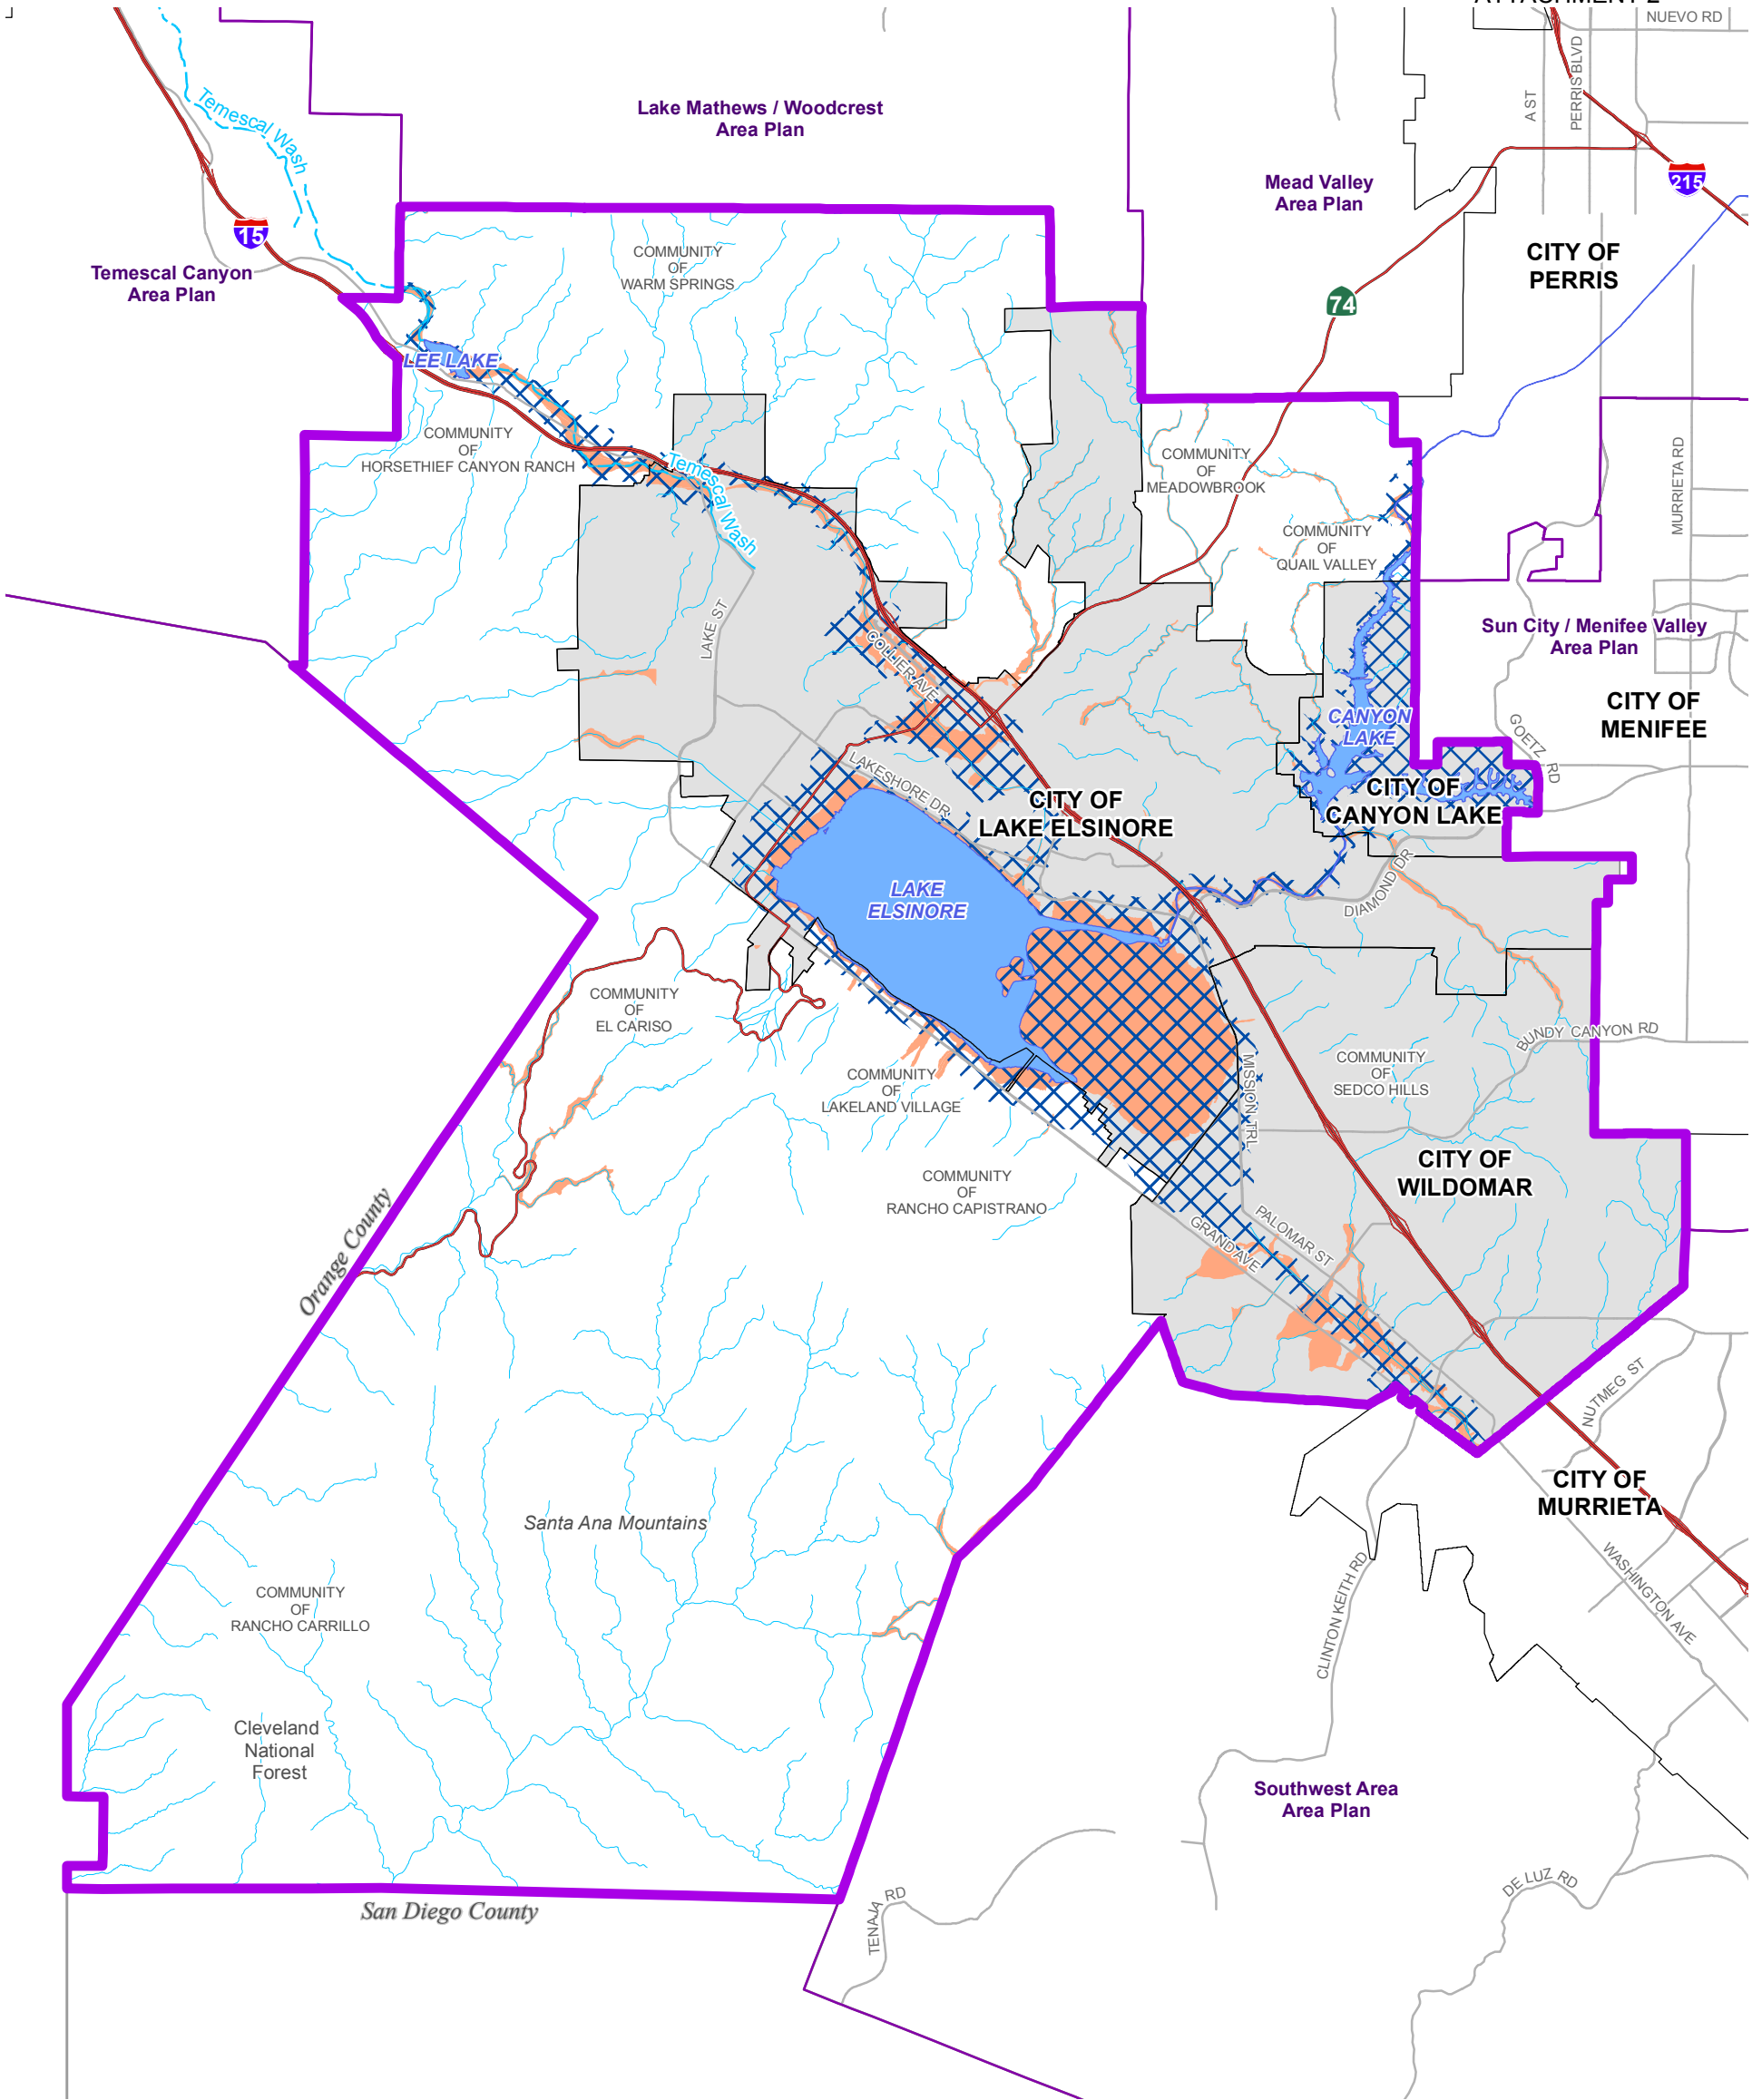 NUEVO RD
PERRIS BLVD
A ST
Temescal Wash
Lake Mathews / Woodcrest
Area Plan
Mead Valley
Area Plan
215
15
CITY OF
PERRIS
Temescal Canyon
Area Plan
COMMUNITY
OF
WARM SPRINGS
74
LEE LAKE
COMMUNITY
OF
HORSETHIEF CANYON RANCH
Temescal Wash
COMMUNITY
OF
MEADOWBROOK
MURRIETA RD
COMMUNITY
OF
QUAIL VALLEY
LAKE ST
COLLIER AVE
Sun City / Menifee Valley
Area Plan
CITY OF
MENIFEE
CANYON
LAKE
GOETZ RD
LAKESHORE DR
CITY OF
LAKE ELSINORE
CITY OF
CANYON LAKE
LAKE
ELSINORE
DIAMOND DR
COMMUNITY
OF
EL CARISO
BUNDY CANYON RD
COMMUNITY
OF
SEDCO HILLS
COMMUNITY
OF
LAKELAND VILLAGE
MISSION TRL
CITY OF
WILDOMAR
COMMUNITY
OF
RANCHO CAPISTRANO
Orange County
GRAND AVE
PALOMAR ST
NUTMEG ST
CITY OF
MURRIETA
Santa Ana Mountains
WASHINGTON AVE
CLINTON KEITH RD
COMMUNITY
OF
RANCHO CARRILLO
Cleveland
National
Forest
Southwest Area
Area Plan
DE LUZ RD
TENAJA RD
San Diego County